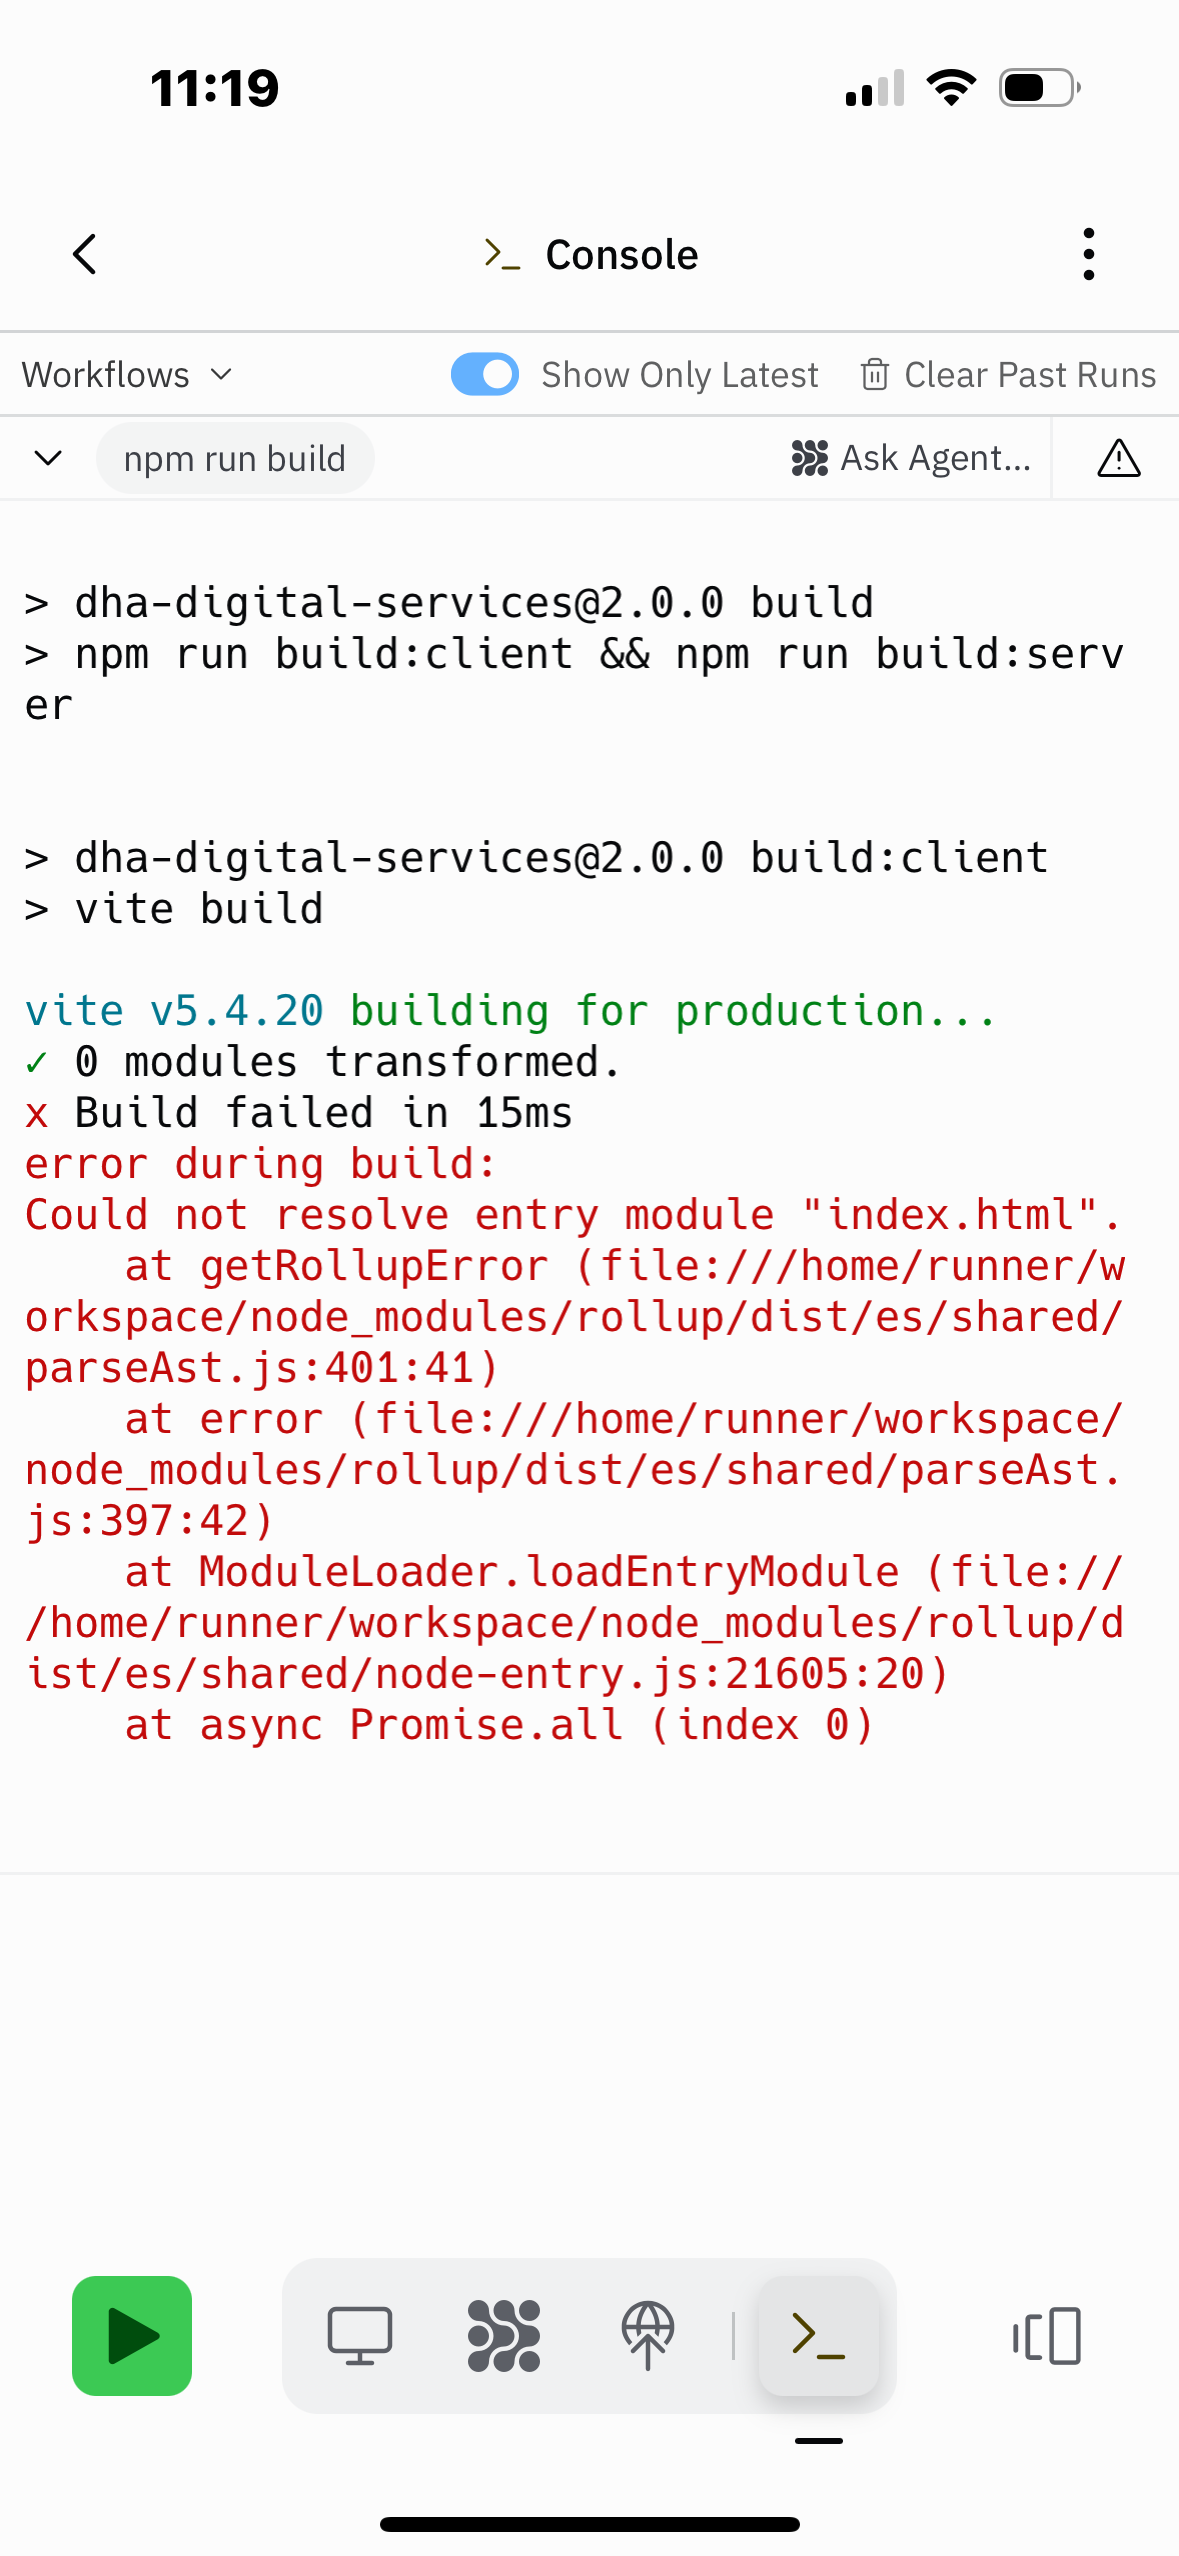 11:19
>_ Console
Workflows
Show Only Latest
Clear Past Runs
npm run build
Ask Agent...
> dha-digital-services@2.0.0 build
> npm run build:client && npm run build:serv
er
> dha-digital-services@2.0.0 build:client
> vite build
vite v5.4.20 building for production...
✓ 0 modules transformed.
x Build failed in 15ms
error during build:
Could not resolve entry module "index.html".
    at getRollupError (file:///home/runner/w
orkspace/node_modules/rollup/dist/es/shared/
parseAst.js:401:41)
    at error (file:///home/runner/workspace/
node_modules/rollup/dist/es/shared/parseAst.
js:397:42)
    at ModuleLoader.loadEntryModule (file://
/home/runner/workspace/node_modules/rollup/d
ist/es/shared/node-entry.js:21605:20)
    at async Promise.all (index 0)